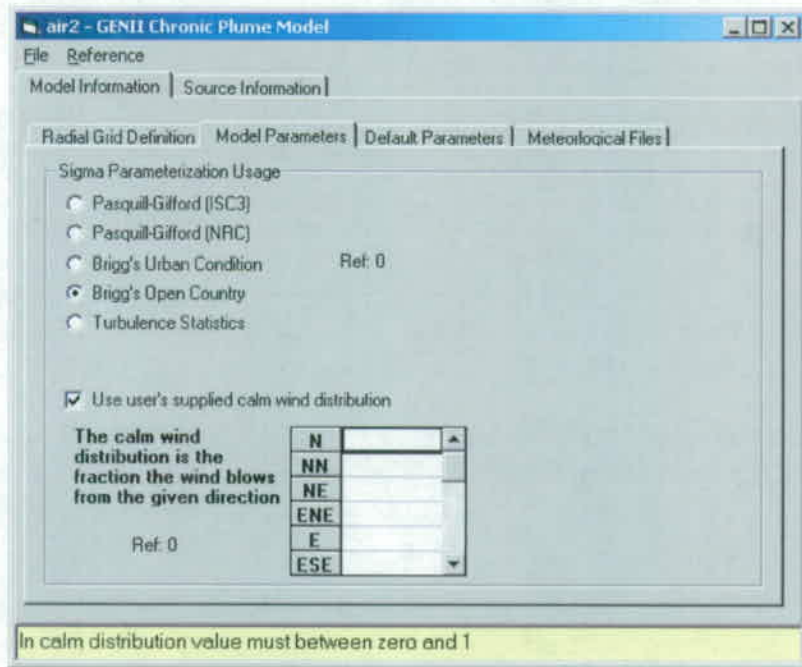 air2 - GENII Chronic Plume Model
File Reference
Model Information Source Information
Radial Grid Definition Model Parameters Default Parameters Meteorlogical Files
Sigma Parameterization Usage
Pasquill-Gifford (ISC3)
Pasquill-Gifford (NRC)
Brigg's Urban Condition
Ref: 0
Brigg's Open Country
Turbulence Statistics
Use user's supplied calm wind distribution
The calm wind
distribution is the
fraction the wind blows
from the given direction
Ref: 0
N
NN
NE
ENE
E
ESE
In calm distribution value must between zero and 1